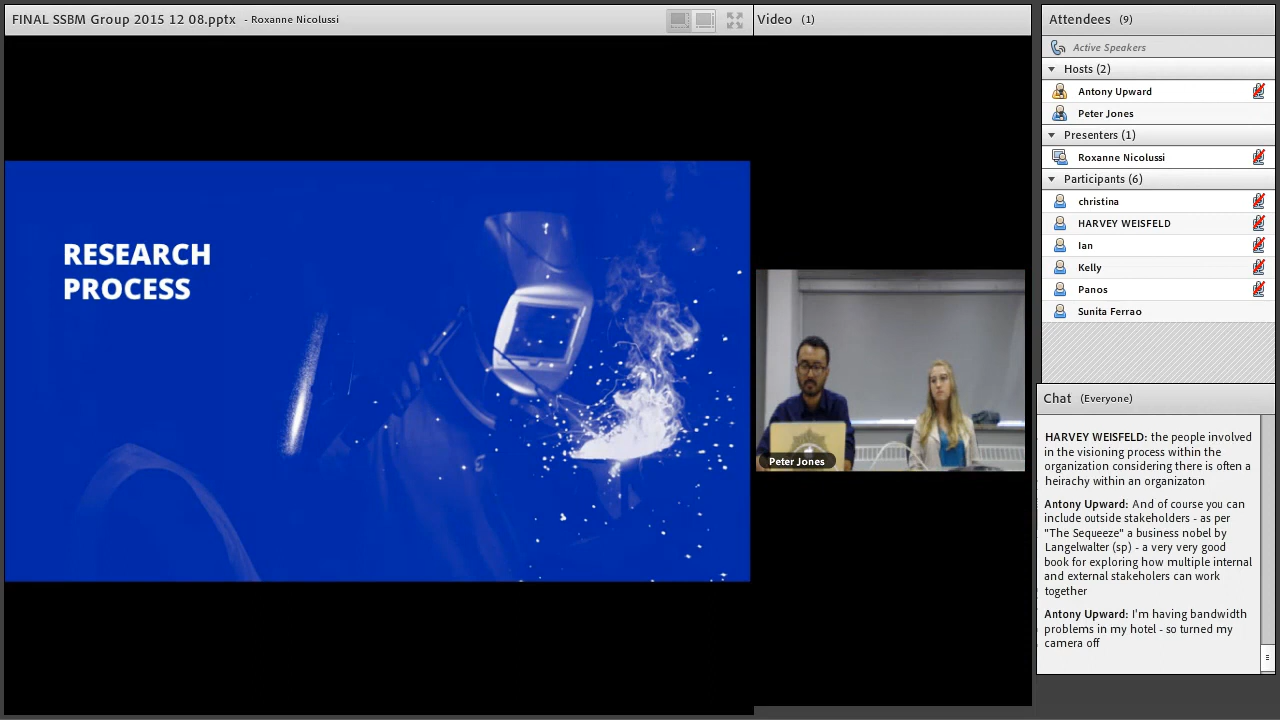 FINAL SSBM Group 2015 12 08.pptx - Roxanne Nicolussi
RESEARCH
PROCESS
Video (1)
Peter Jones
Attendees (9)
Active Speakers
Hosts (2)
Antony Upward
Peter Jones
Presenters (1)
Roxanne Nicolussi
Participants (6)
christina
HARVEY WEISFELD
Ian
Kelly
Panos
Sunita Ferrao
Chat (Everyone)
HARVEY WEISFELD: the people involved
in the visioning process within the
organization considering there is often a
heirachy within an organizaton
Antony Upward: And of course you can
include outside stakeholders - as per
"The Sequeeze" a business nobel by
Langelwalter (sp) - a very very good
book for exploring how multiple internal
and external stakeholers can work
together
Antony Upward: I'm having bandwidth
problems in my hotel - so turned my
camera off